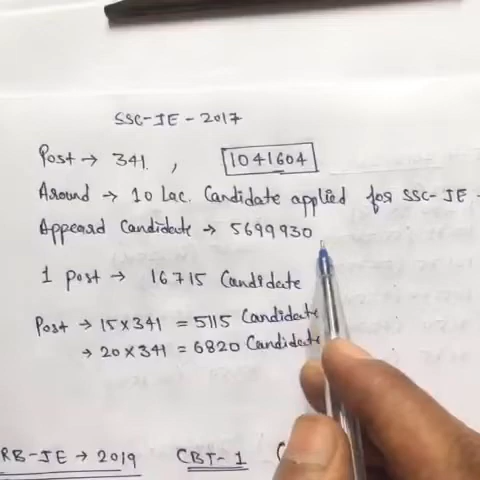 SSC-JE-2017
Post → 341. , 1041604
Around → 10 Lac. Candidate applied for SSC-JE-
Appeard Candidate → 5699930
1 post → 16715 Candidate
Post → 15×341 = 5115 Candidate
→ 20×341 = 6820 Candidate
RB-JE → 2019 CBT-1